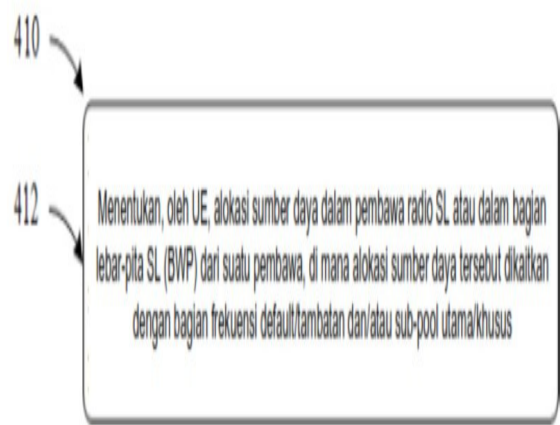 410
412
Menentukan, oleh UE, alokasi sumber daya dalam pembawa radio SL atau dalam bagian
lebar-pita SL (BWP) dari suatu pembawa, di mana alokasi sumber daya tersebut dikaitkan
dengan bagian frekuensi default/tambatan dan/atau sub-pool utama/khusus